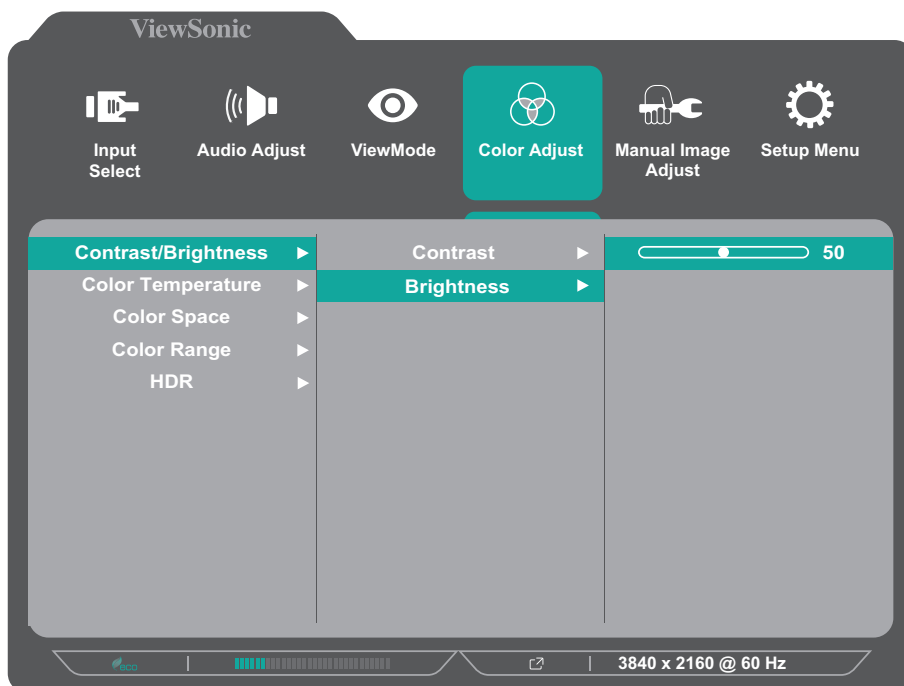 ViewSonic
Input
Select
Audio Adjust
ViewMode
Color Adjust
Manual Image
Adjust
Setup Menu
Contrast/Brightness
Contrast
50
Color Temperature
Brightness
Color Space
Color Range
HDR
eco
3840 x 2160 @ 60 Hz